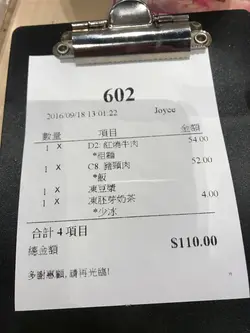 602
2016/09/18 13:01:22 Joyce
數量 項目 金額
1 X D2. 紅燒牛肉 54.00
*粗麵
1 X C8. 豬頸肉 52.00
*飯
1 X 凍豆漿
1 X 凍胚芽奶茶 4.00
*少冰
合計 4 項目
總金額 $110.00
多謝惠顧, 請再光臨!